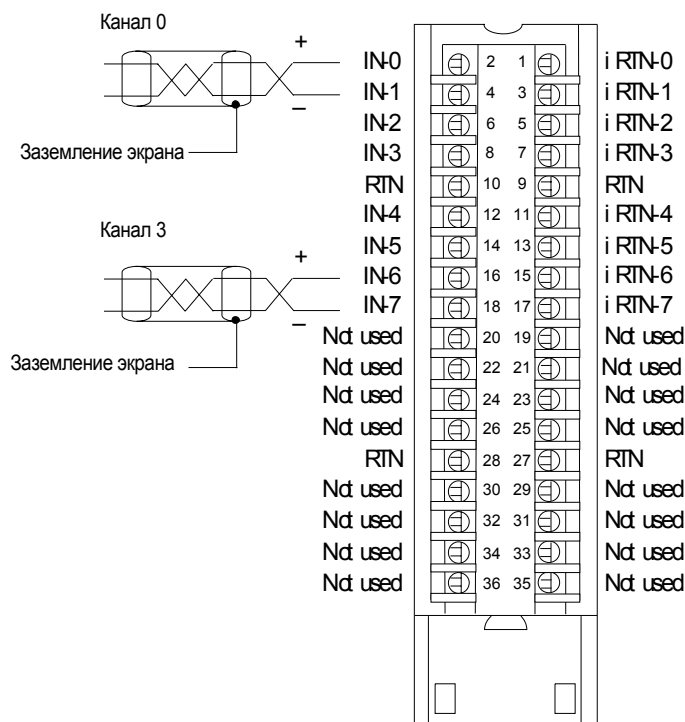 Канал 0
+
–
Заземление экрана
Канал 3
+
–
Заземление экрана
IN-0 2 1 i RTN-0
IN-1 4 3 i RTN-1
IN-2 6 5 i RTN-2
IN-3 8 7 i RTN-3
RTN 10 9 RTN
IN-4 12 11 i RTN-4
IN-5 14 13 i RTN-5
IN-6 16 15 i RTN-6
IN-7 18 17 i RTN-7
Not used 20 19 Not used
Not used 22 21 Not used
Not used 24 23 Not used
Not used 26 25 Not used
RTN 28 27 RTN
Not used 30 29 Not used
Not used 32 31 Not used
Not used 34 33 Not used
Not used 36 35 Not used